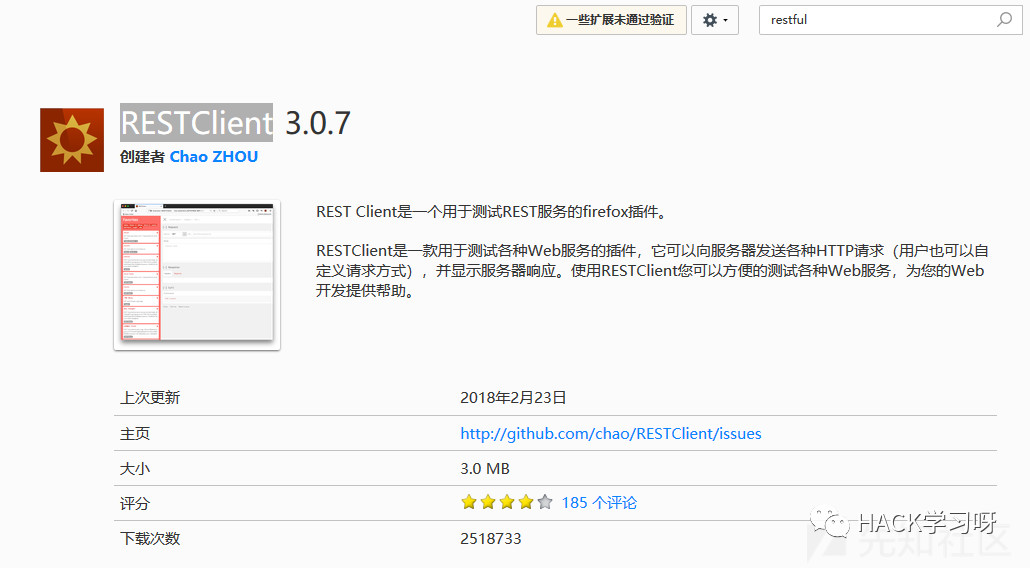 一些扩展未通过验证
restful
RESTClient 3.0.7
创建者 Chao ZHOU
REST Client是一个用于测试REST服务的firefox插件。
RESTClient是一款用于测试各种Web服务的插件，它可以向服务器发送各种HTTP请求（用户也可以自
定义请求方式），并显示服务器响应。使用RESTClient您可以方便的测试各种Web服务，为您的Web
开发提供帮助。
上次更新 2018年2月23日
主页 http://github.com/chao/RESTClient/issues
大小 3.0 MB
评分 185 个评论
下载次数 2518733
HACK学习呀
先知社区